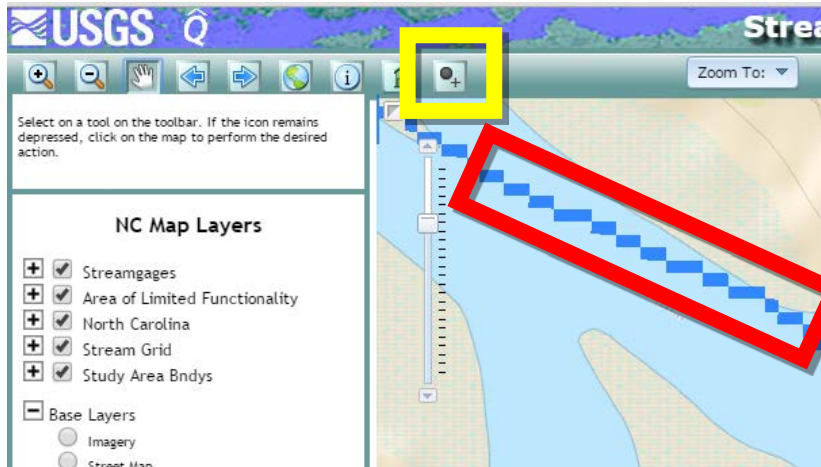 USGS
Strea
Zoom To:
Select on a tool on the toolbar. If the icon remains
depressed, click on the map to perform the desired
action.
NC Map Layers
Streamgages
Area of Limited Functionality
North Carolina
Stream Grid
Study Area Bndys
Base Layers
Imagery
Street Map